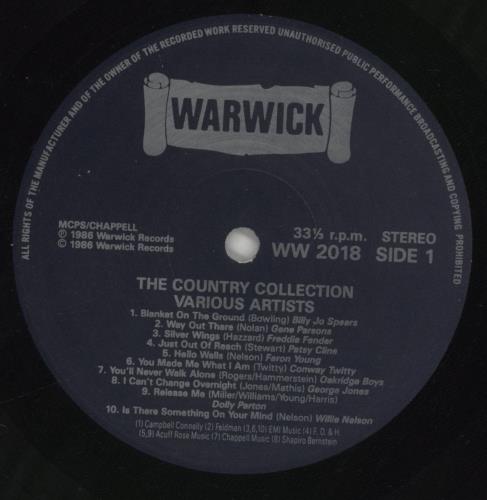 ALL RIGHTS OF THE MANUFACTURER AND OF THE OWNER OF THE RECORDED WORK RESERVED UNAUTHORISED PUBLIC PERFORMANCE BROADCASTING AND COPYING PROHIBITED
WARWICK
MCPS/CHAPPELL
℗ 1986 Warwick Records
© 1986 Warwick Records
33⅓ r.p.m. STEREO
WW 2018 SIDE 1
THE COUNTRY COLLECTION
VARIOUS ARTISTS
1. Blanket On The Ground (Bowling) Billy Jo Spears
2. Way Out There (Nolan) Gene Parsons
3. Silver Wings (Hazzard) Freddie Fender
4. Just Out Of Reach (Stewart) Patsy Cline
5. Hello Walls (Nelson) Faron Young
6. You Made Me What I Am (Twitty) Conway Twitty
7. You'll Never Walk Alone (Rogers/Hammerstein) Oakridge Boys
8. I Can't Change Overnight (Jones/Mathis) George Jones
9. Release Me (Miller/Williams/Young/Harris)
Dolly Parton
10. Is There Something On Your Mind (Nelson) Willie Nelson
(1) Campbell Connelly (2) Feldman (3,6,10) EMI Music (4) F. D. & H.
(5,9) Acuff Rose Music (7) Chappell Music (8) Shapiro Bernstein